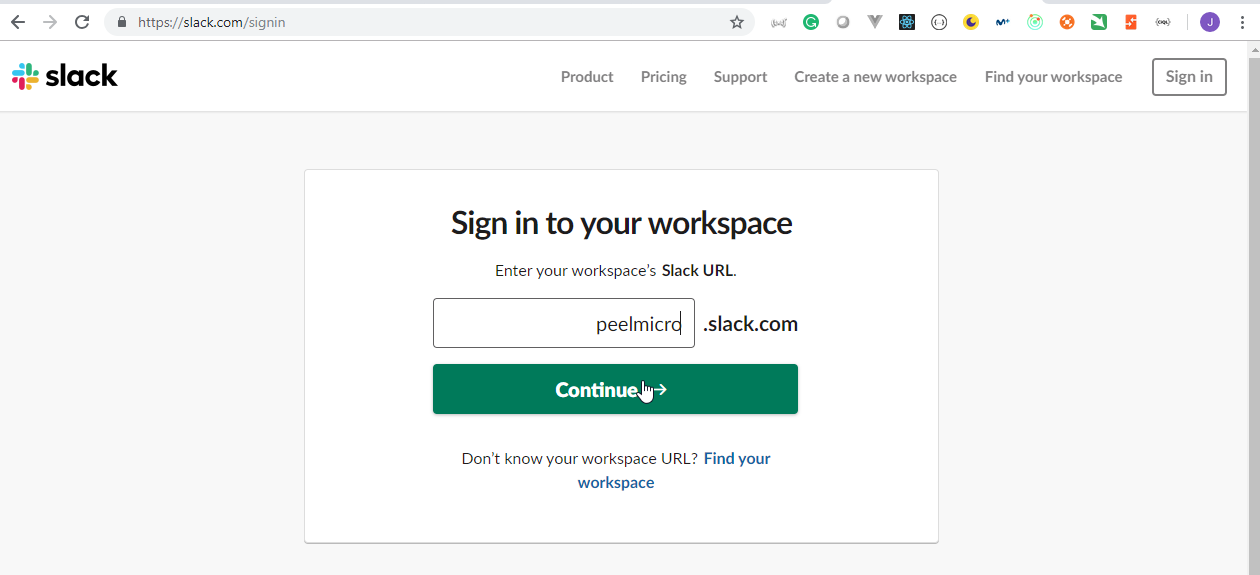 https://slack.com/signin
J
slack
Product Pricing Support Create a new workspace Find your workspace Sign in
Sign in to your workspace
Enter your workspace's Slack URL.
peelmicro .slack.com
Continue →
Don't know your workspace URL? Find your
workspace